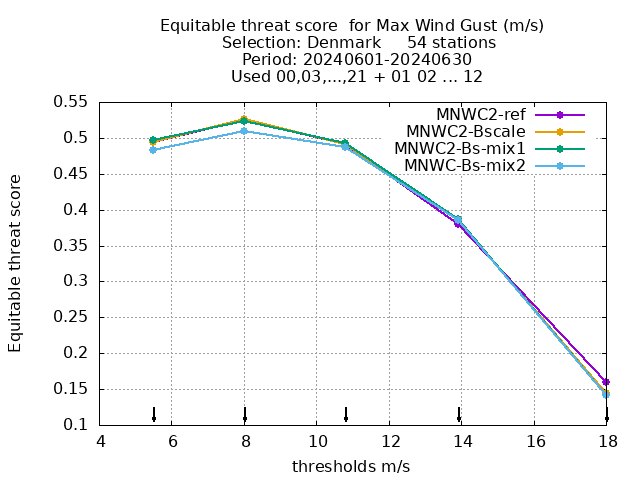 Equitable threat score  for Max Wind Gust (m/s)
Selection: Denmark     54 stations
Period: 20240601-20240630
Used 00,03,...,21 + 01 02 ... 12
MNWC2-ref
MNWC2-Bscale
MNWC2-Bs-mix1
MNWC-Bs-mix2
Equitable threat score
0.55
0.5
0.45
0.4
0.35
0.3
0.25
0.2
0.15
0.1
4 6 8 10 12 14 16 18
thresholds m/s